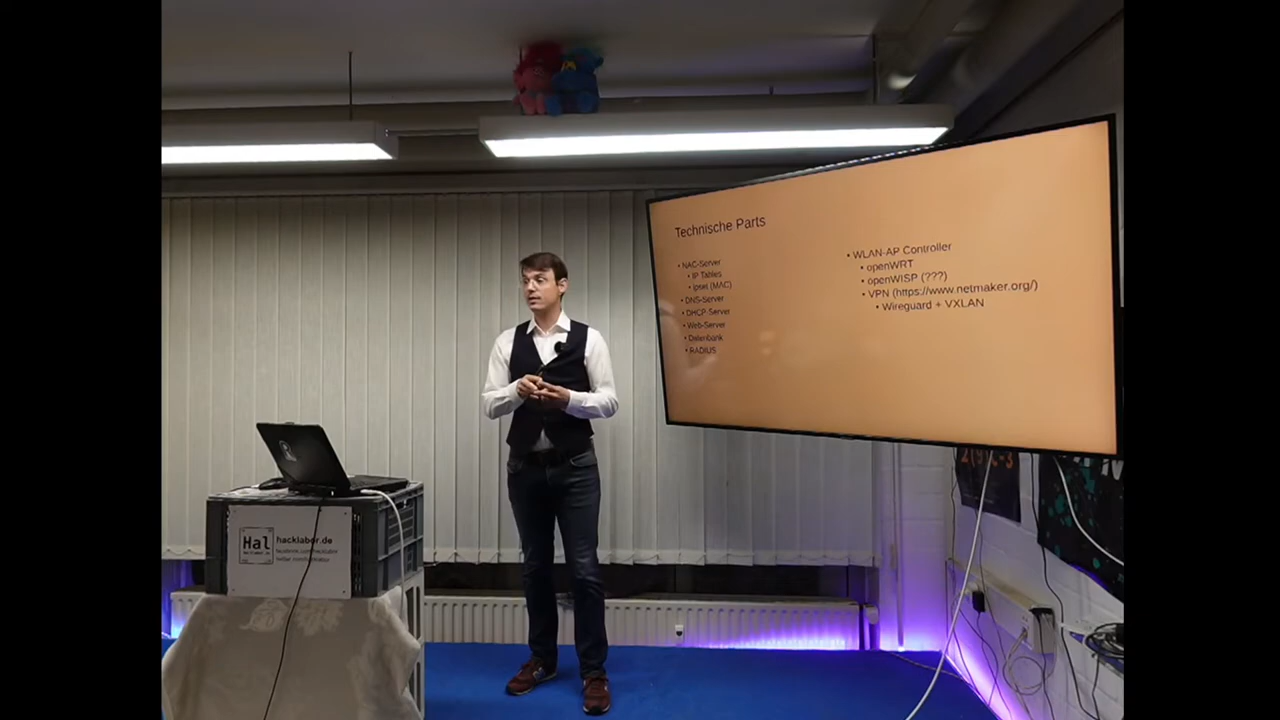 Technische Parts
• NAC-Server
• IP Tables
• ipset (MAC)
• DNS-Server
• DHCP-Server
• Web-Server
• Datenbank
• RADIUS
• WLAN-AP Controller
• openWRT
• openWISP (???)
• VPN (https://www.netmaker.org/)
• Wireguard + VXLAN
Hal
hacklabor.de